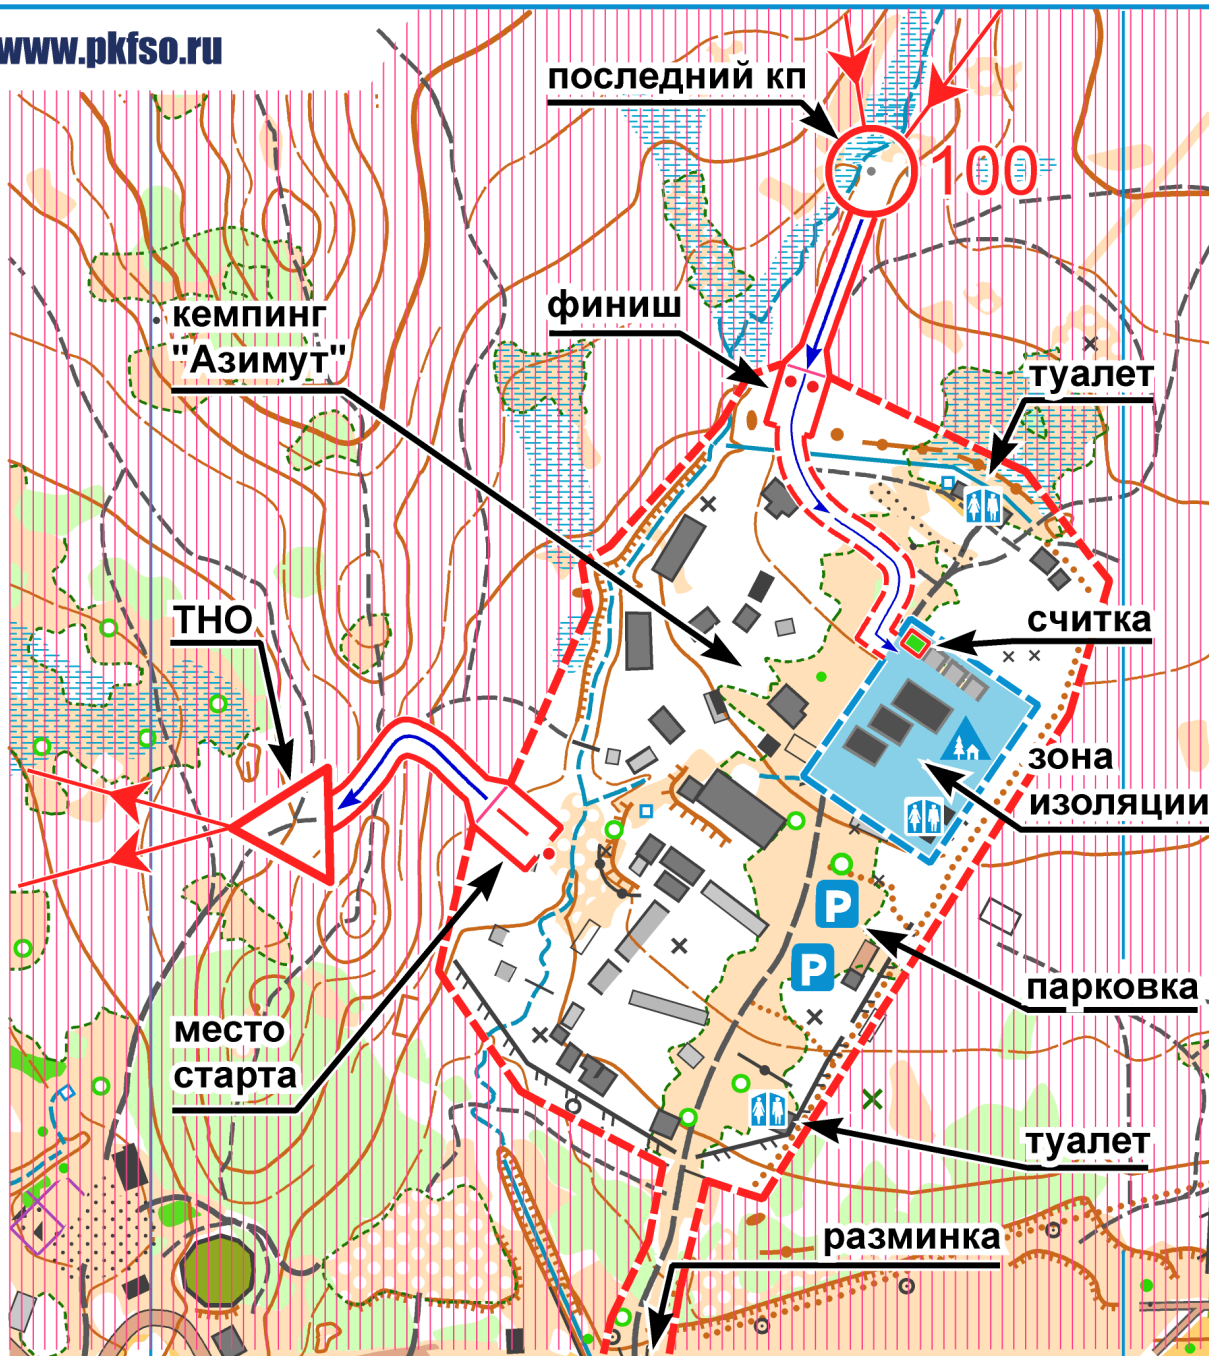 www.pkfso.ru
последний кп
100
финиш
кемпинг
"Азимут"
туалет
ТНО
считка
зона
изоляции
P
P
парковка
место
старта
туалет
разминка